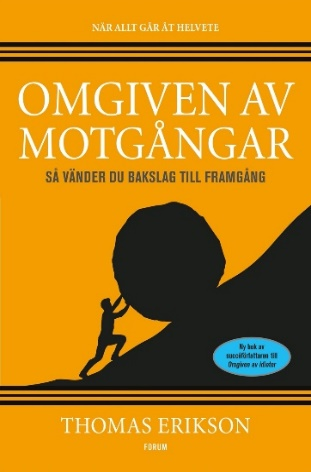 NÄR ALLT GÅR ÅT HELVETE
OMGIVEN AV
MOTGÅNGAR
SÅ VÄNDER DU BAKSLAG TILL FRAMGÅNG
Ny bok av
succéförfattaren till
Omgiven av idioter
THOMAS ERIKSON
FORUM